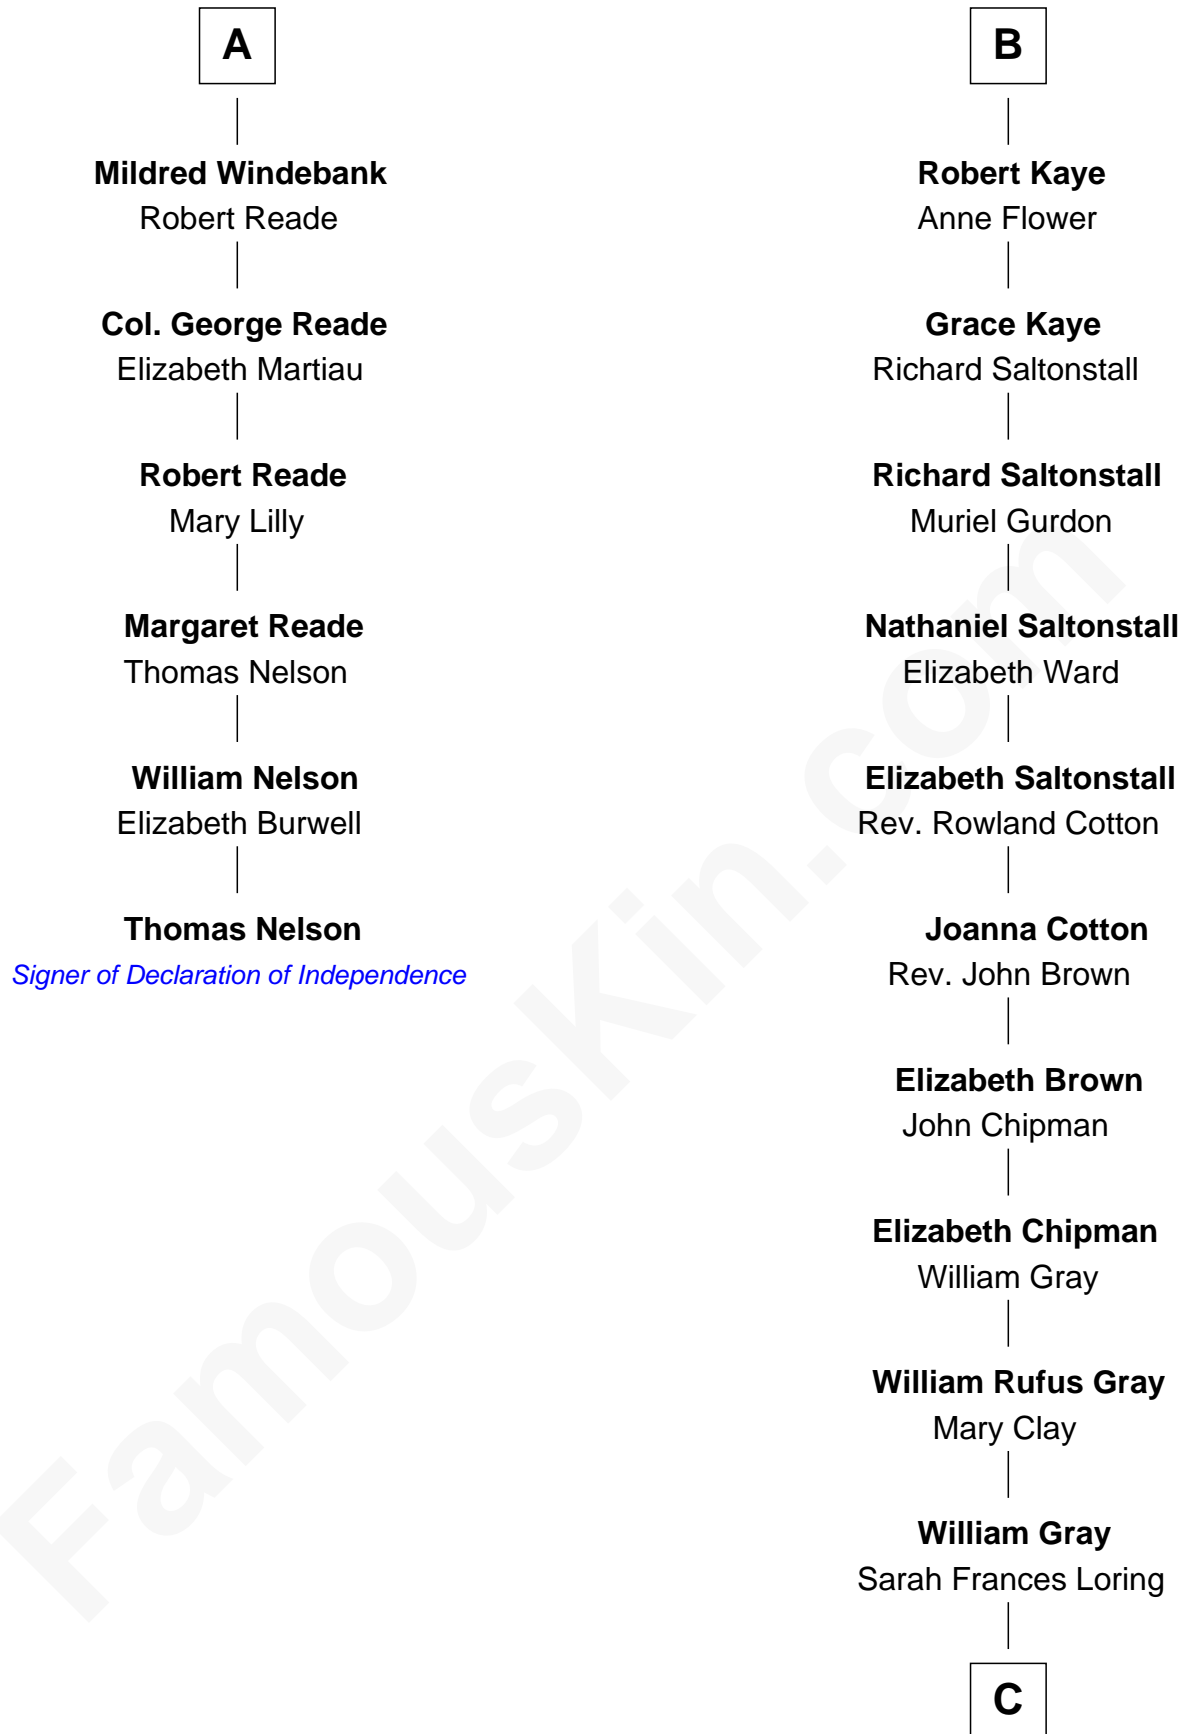 A
Mildred Windebank
Robert Reade
Col. George Reade
Elizabeth Martiau
Robert Reade
Mary Lilly
Margaret Reade
Thomas Nelson
William Nelson
Elizabeth Burwell
Thomas Nelson
Signer of Declaration of Independence
B
Robert Kaye
Anne Flower
Grace Kaye
Richard Saltonstall
Richard Saltonstall
Muriel Gurdon
Nathaniel Saltonstall
Elizabeth Ward
Elizabeth Saltonstall
Rev. Rowland Cotton
Joanna Cotton
Rev. John Brown
Elizabeth Brown
John Chipman
Elizabeth Chipman
William Gray
William Rufus Gray
Mary Clay
William Gray
Sarah Frances Loring
C
FamousKin.com